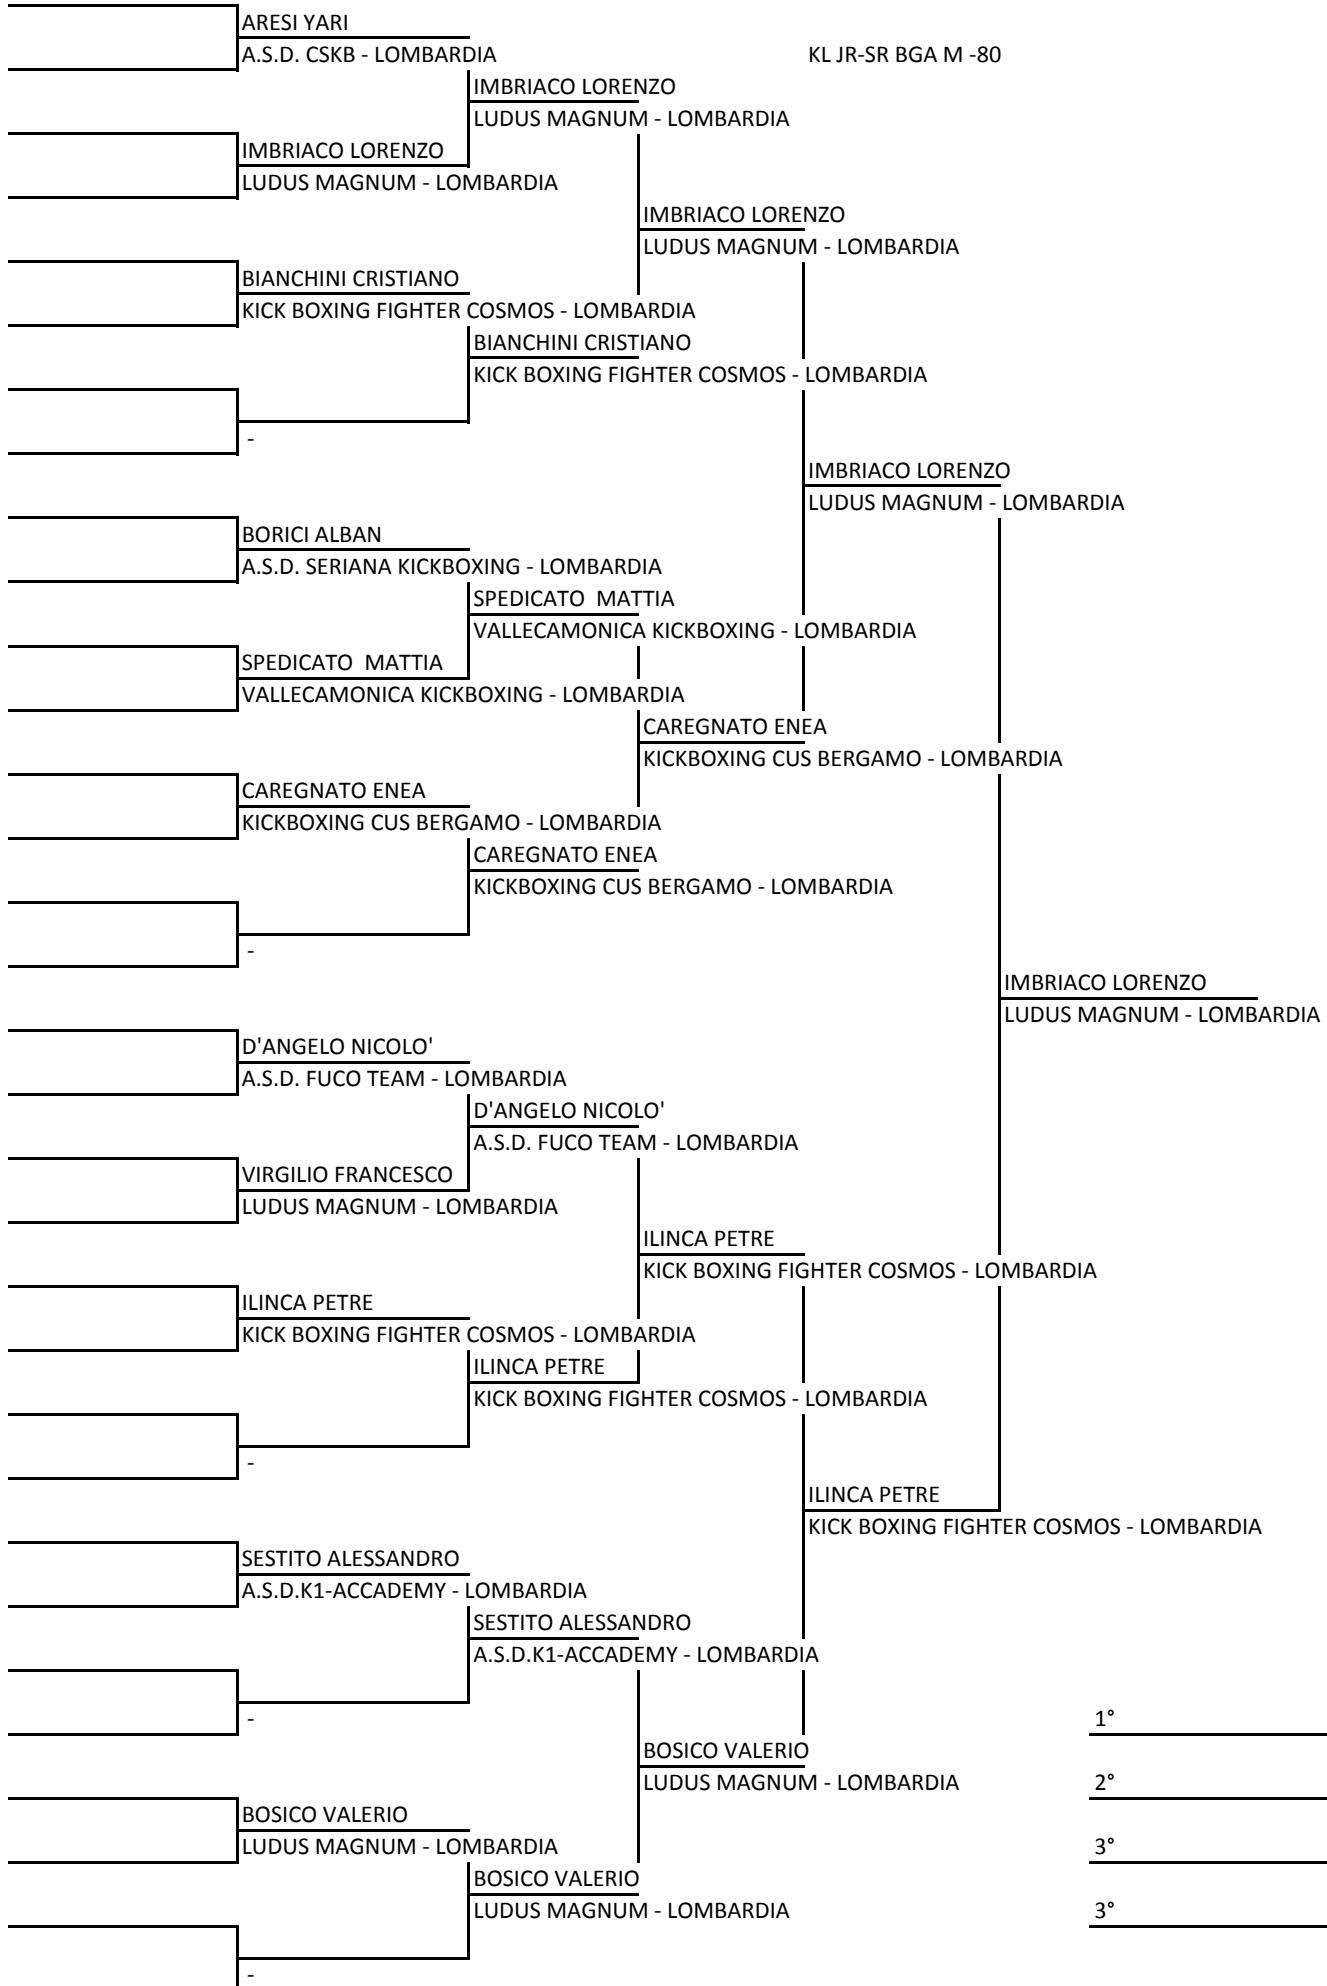 ARESI YARI
A.S.D. CSKB - LOMBARDIA
KL JR-SR BGA M -80
IMBRIACO LORENZO
LUDUS MAGNUM - LOMBARDIA
IMBRIACO LORENZO
LUDUS MAGNUM - LOMBARDIA
IMBRIACO LORENZO
LUDUS MAGNUM - LOMBARDIA
BIANCHINI CRISTIANO
KICK BOXING FIGHTER COSMOS - LOMBARDIA
BIANCHINI CRISTIANO
KICK BOXING FIGHTER COSMOS - LOMBARDIA
-
IMBRIACO LORENZO
LUDUS MAGNUM - LOMBARDIA
BORICI ALBAN
A.S.D. SERIANA KICKBOXING - LOMBARDIA
SPEDICATO  MATTIA
VALLECAMONICA KICKBOXING - LOMBARDIA
SPEDICATO  MATTIA
VALLECAMONICA KICKBOXING - LOMBARDIA
CAREGNATO ENEA
KICKBOXING CUS BERGAMO - LOMBARDIA
CAREGNATO ENEA
KICKBOXING CUS BERGAMO - LOMBARDIA
CAREGNATO ENEA
KICKBOXING CUS BERGAMO - LOMBARDIA
-
IMBRIACO LORENZO
LUDUS MAGNUM - LOMBARDIA
D'ANGELO NICOLO'
A.S.D. FUCO TEAM - LOMBARDIA
D'ANGELO NICOLO'
A.S.D. FUCO TEAM - LOMBARDIA
VIRGILIO FRANCESCO
LUDUS MAGNUM - LOMBARDIA
ILINCA PETRE
KICK BOXING FIGHTER COSMOS - LOMBARDIA
ILINCA PETRE
KICK BOXING FIGHTER COSMOS - LOMBARDIA
ILINCA PETRE
KICK BOXING FIGHTER COSMOS - LOMBARDIA
-
ILINCA PETRE
KICK BOXING FIGHTER COSMOS - LOMBARDIA
SESTITO ALESSANDRO
A.S.D.K1-ACCADEMY - LOMBARDIA
SESTITO ALESSANDRO
A.S.D.K1-ACCADEMY - LOMBARDIA
-
1°
BOSICO VALERIO
LUDUS MAGNUM - LOMBARDIA
2°
BOSICO VALERIO
LUDUS MAGNUM - LOMBARDIA
3°
BOSICO VALERIO
LUDUS MAGNUM - LOMBARDIA
3°
-